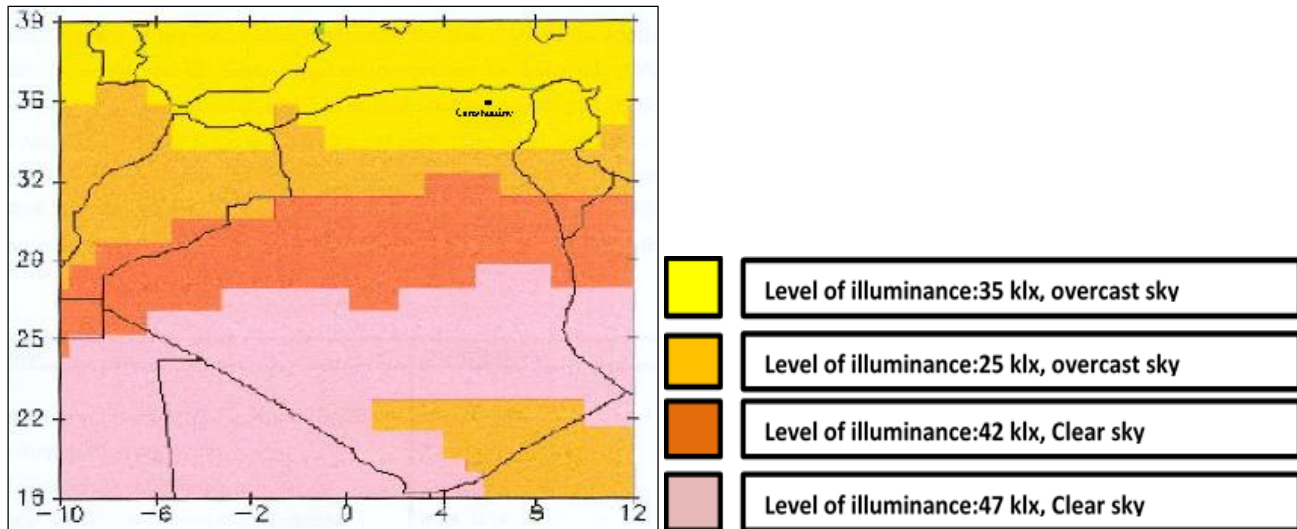 39
35
Constantine
32
29
25
22
18
-10 -6 -2 0 4 8 12
Level of illuminance:35 klx, overcast sky
Level of illuminance:25 klx, overcast sky
Level of illuminance:42 klx, Clear sky
Level of illuminance:47 klx, Clear sky